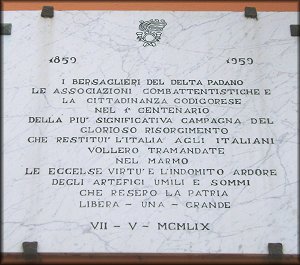 1859 1959
I BERSAGLIERI DEL DELTA PADANO
LE ASSOCIAZIONI COMBATTENTISTICHE E
LA CITTADINANZA CODIGORESE
NEL 1° CENTENARIO
DELLA PIU' SIGNIFICATIVA CAMPAGNA DEL
GLORIOSO RISORGIMENTO
CHE RESTITUÌ L'ITALIA AGLI ITALIANI
VOLLERO TRAMANDATE
NEL MARMO
LE ECCELSE VIRTU' E L'INDOMITO ARDORE
DEGLI ARTEFICI UMILI E SOMMI
CHE RESERO LA PATRIA
LIBERA - UNA - GRANDE
VII - V - MCMLIX